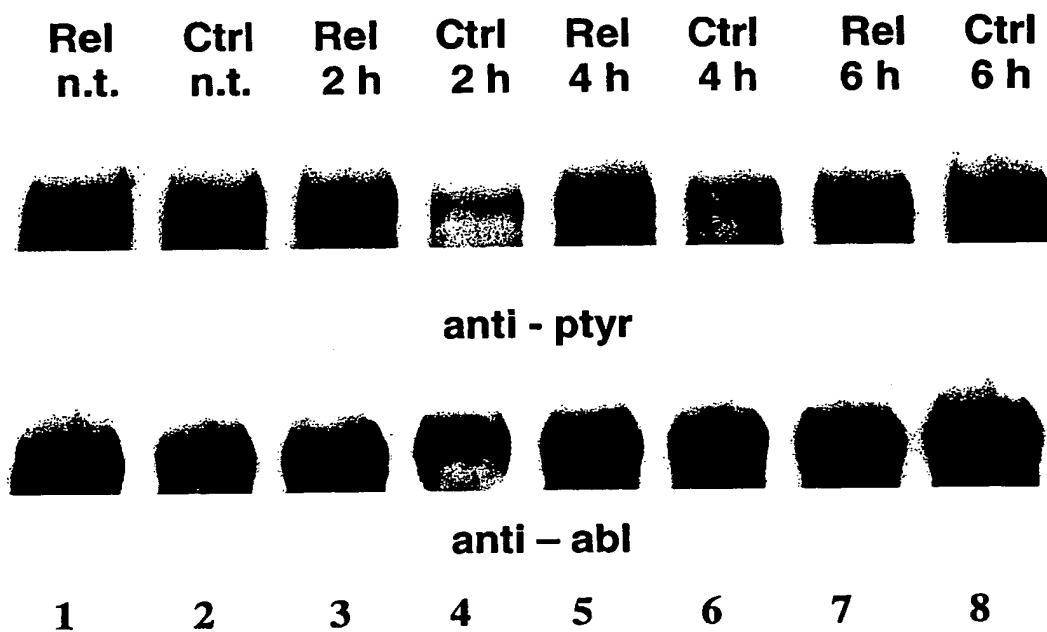 Rel Ctrl Rel Ctrl Rel Ctrl Rel Ctrl
n.t. n.t. 2 h 2 h 4 h 4 h 6 h 6 h
anti - ptyr
anti – abl
1 2 3 4 5 6 7 8